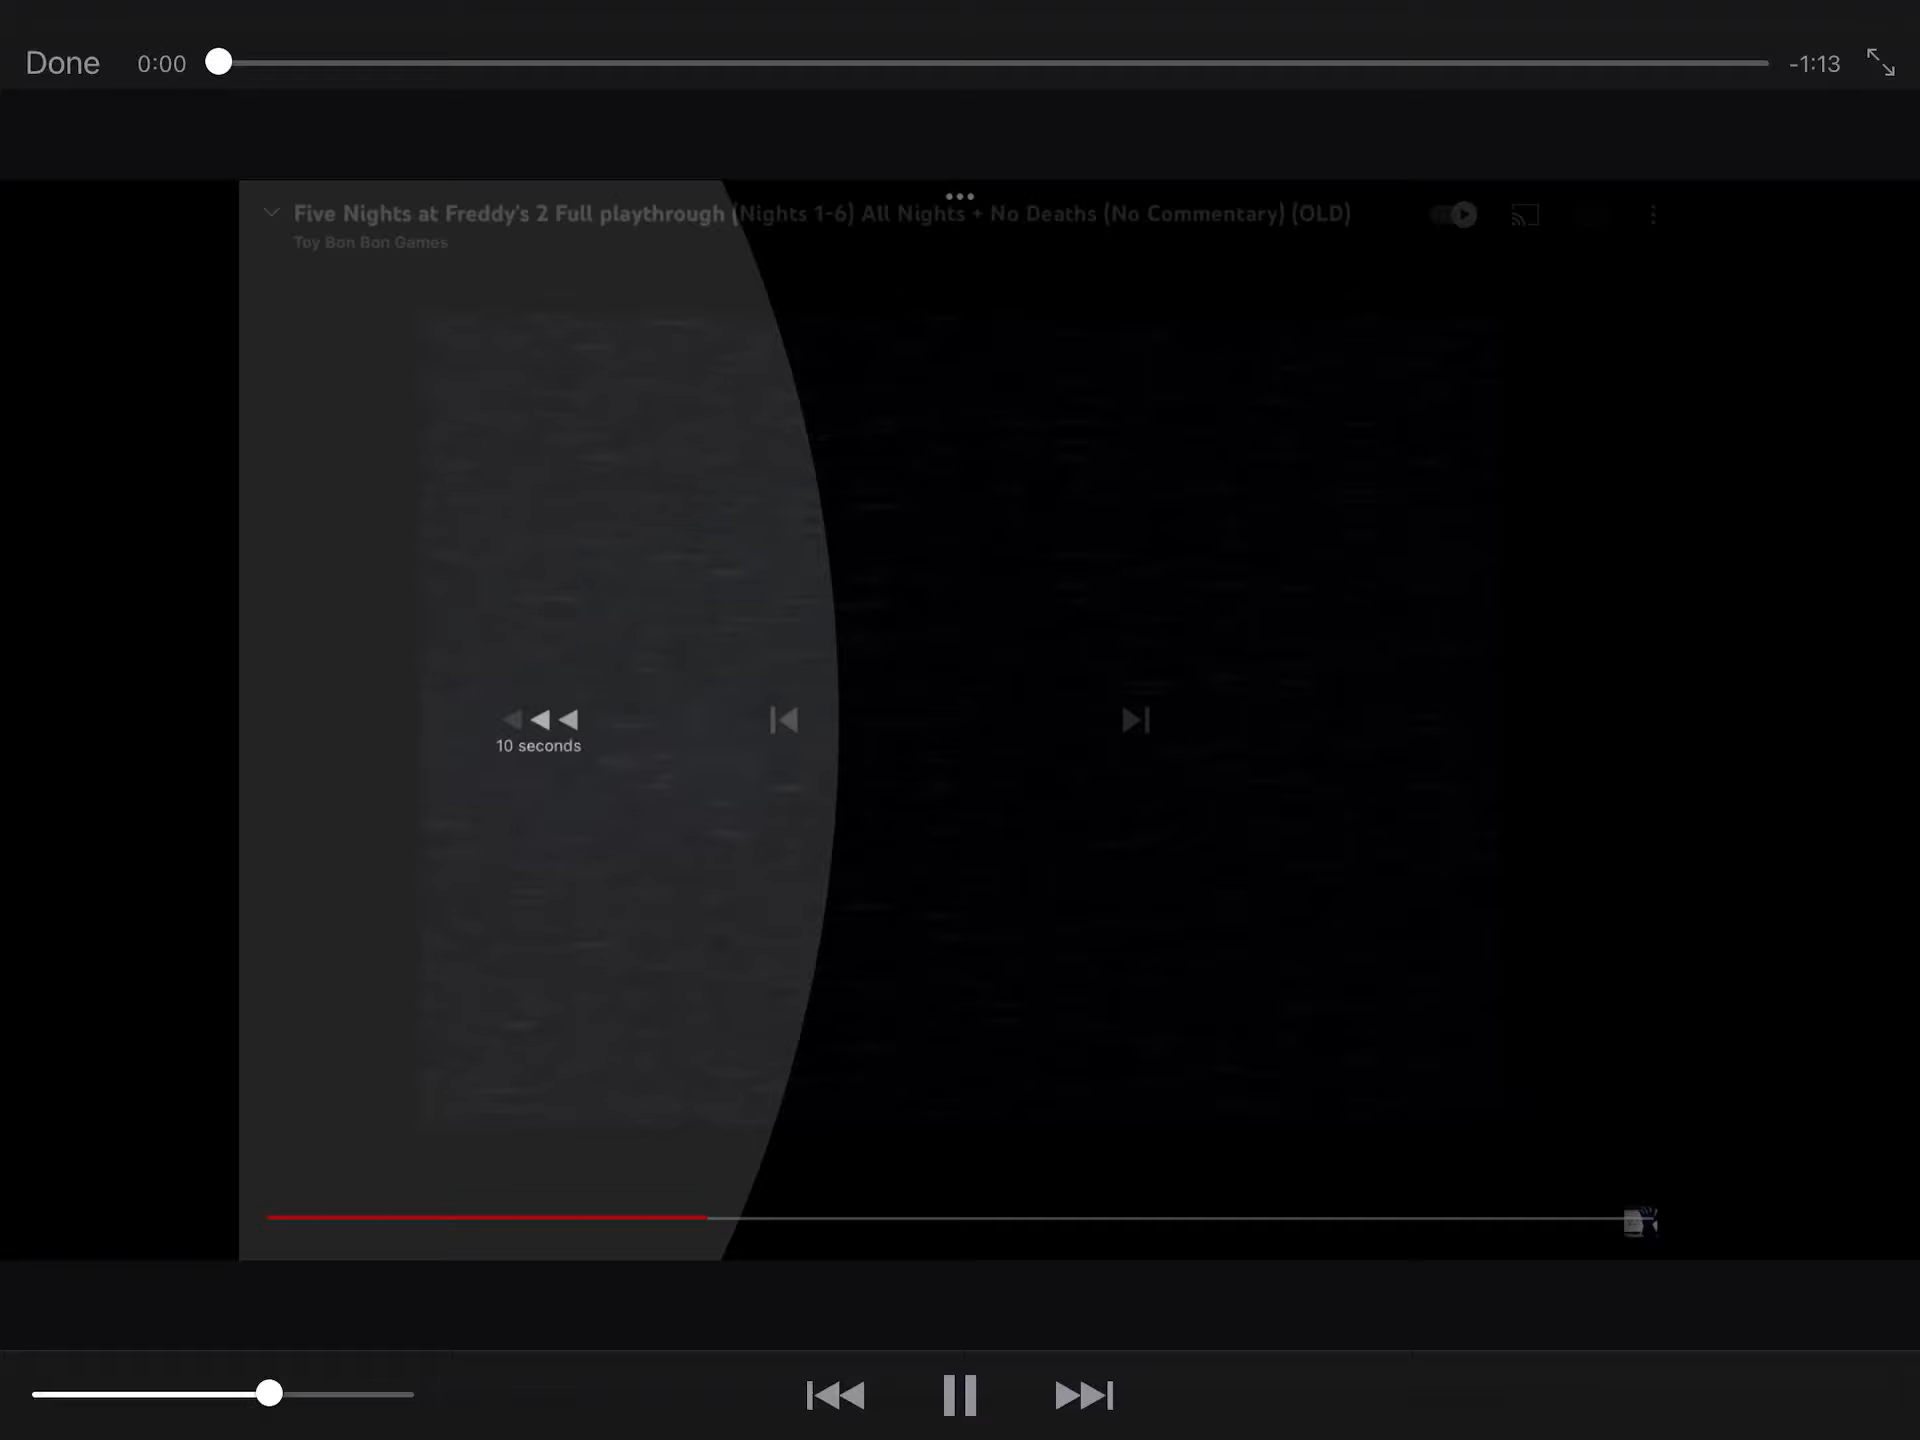 Done 0:00 -1:13
Five Nights at Freddy's 2 Full playthrough (Nights 1-6) All Nights + No Deaths (No Commentary) (OLD)
Toy Bon Bon Games
10 seconds